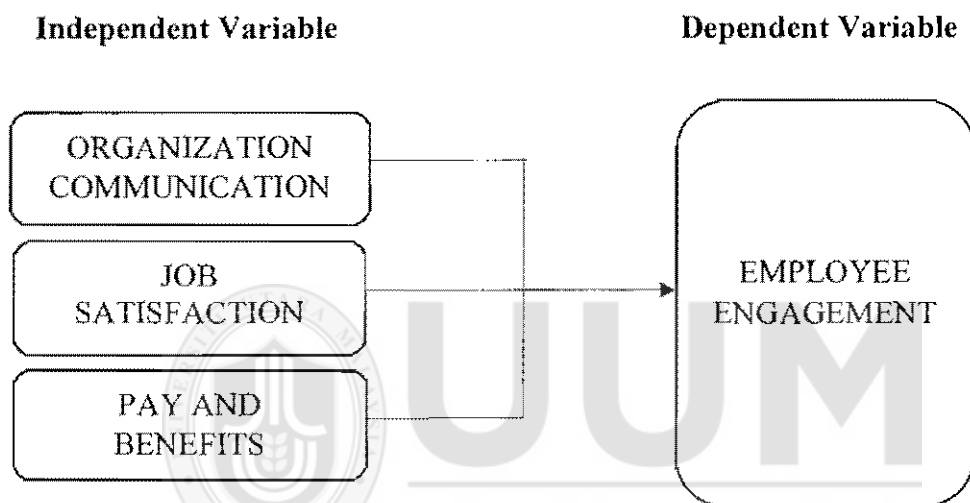 Independent Variable
Dependent Variable
ORGANIZATION
COMMUNICATION
JOB
SATISFACTION
PAY AND
BENEFITS
EMPLOYEE
ENGAGEMENT
UUM